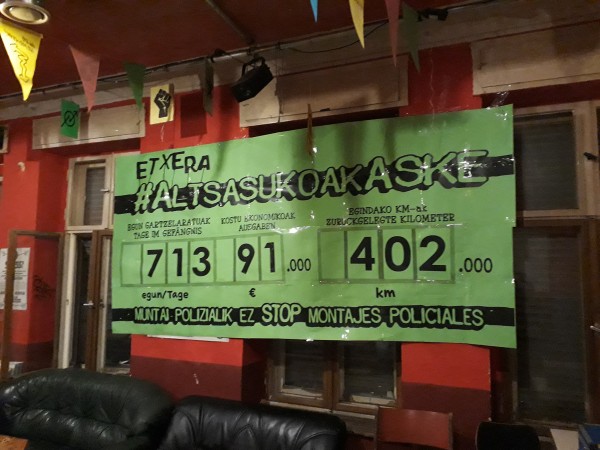 ETXERA
#ALTSASUKOAKASKE
EGUN GARTZELARATUAK
TAGE IM GEFÄNGNIS
KOSTU EKONOMIKOAK
AUSGABEN
EGINDAKO KM-ak
ZURÜCKGELEGTE KILOMETER
713 91.000 402.000
egun/Tage € km
MUNTAI POLIZIALIK EZ STOP MONTAJES POLICIALES